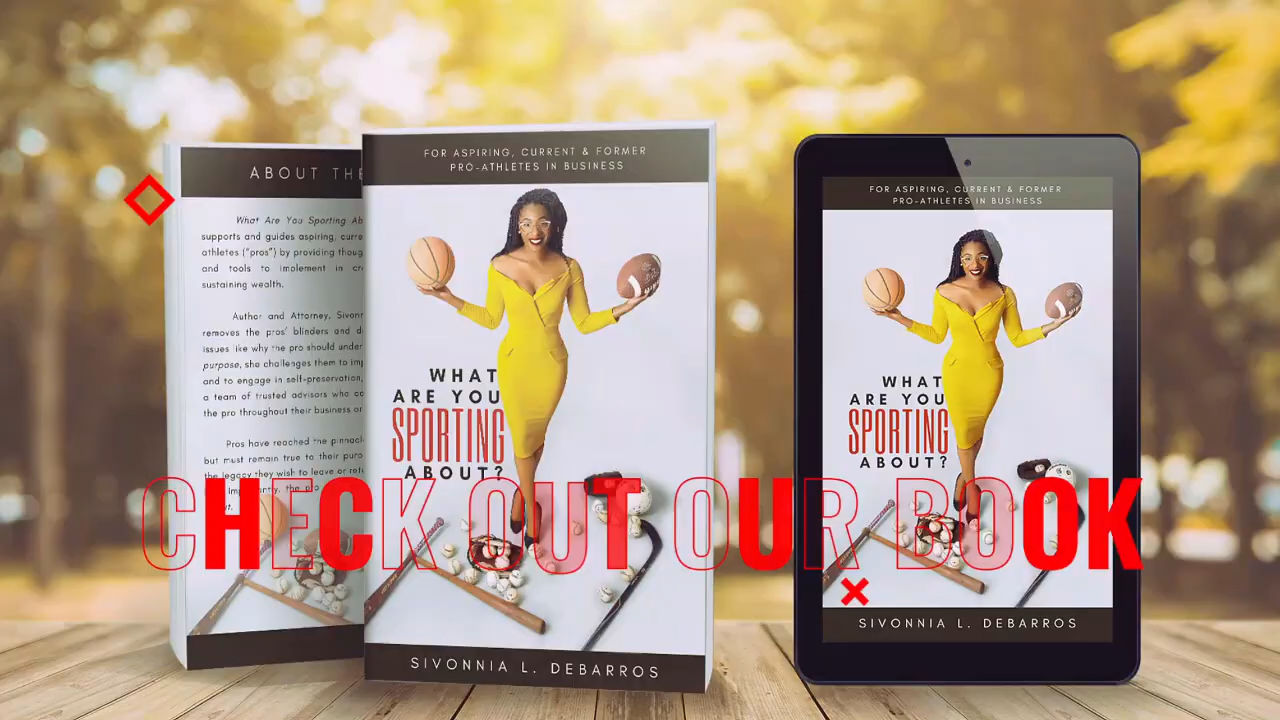 ABOUT THE
What Are You Sporting Ab
supports and guides aspiring, curre
athletes ("pros") by providing thoug
and tools to implement in cr
sustaining wealth.
Author and Attorney, Sivonn
removes the pros' blinders and d
issues like why the pro should under
purpose, she challenges them to imp
and to engage in self-preservation,
a team of trusted advisors who
the pro throughout their business or
Pros have reached the pinnacl
but must remain true to their purp
the legacy they wish to leave or
the pro
FOR ASPIRING, CURRENT & FORMER
PRO-ATHLETES IN BUSINESS
WHAT
ARE YOU
SPORTING
ABOUT?
SIVONNIA L. DEBARROS
FOR ASPIRING, CURRENT & FORMER
PRO-ATHLETES IN BUSINESS
WHAT
ARE YOU
SPORTING
ABOUT?
SIVONNIA L. DEBARROS
CHECK OUT OUR BOOK